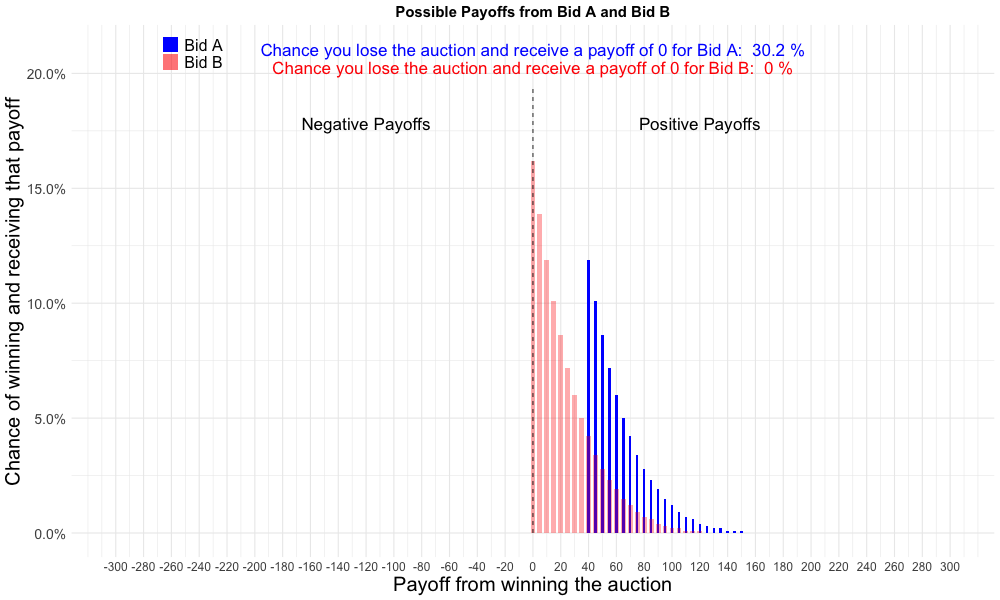 Possible Payoffs from Bid A and Bid B
Bid A
Bid B
Chance you lose the auction and receive a payoff of 0 for Bid A: 30.2 %
Chance you lose the auction and receive a payoff of 0 for Bid B: 0 %
Negative Payoffs
Positive Payoffs
Chance of winning and receiving that payoff
20.0%
15.0%
10.0%
5.0%
0.0%
-300 -280 -260 -240 -220 -200 -180 -160 -140 -120 -100 -80 -60 -40 -20 0 20 40 60 80 100 120 140 160 180 200 220 240 260 280 300
Payoff from winning the auction